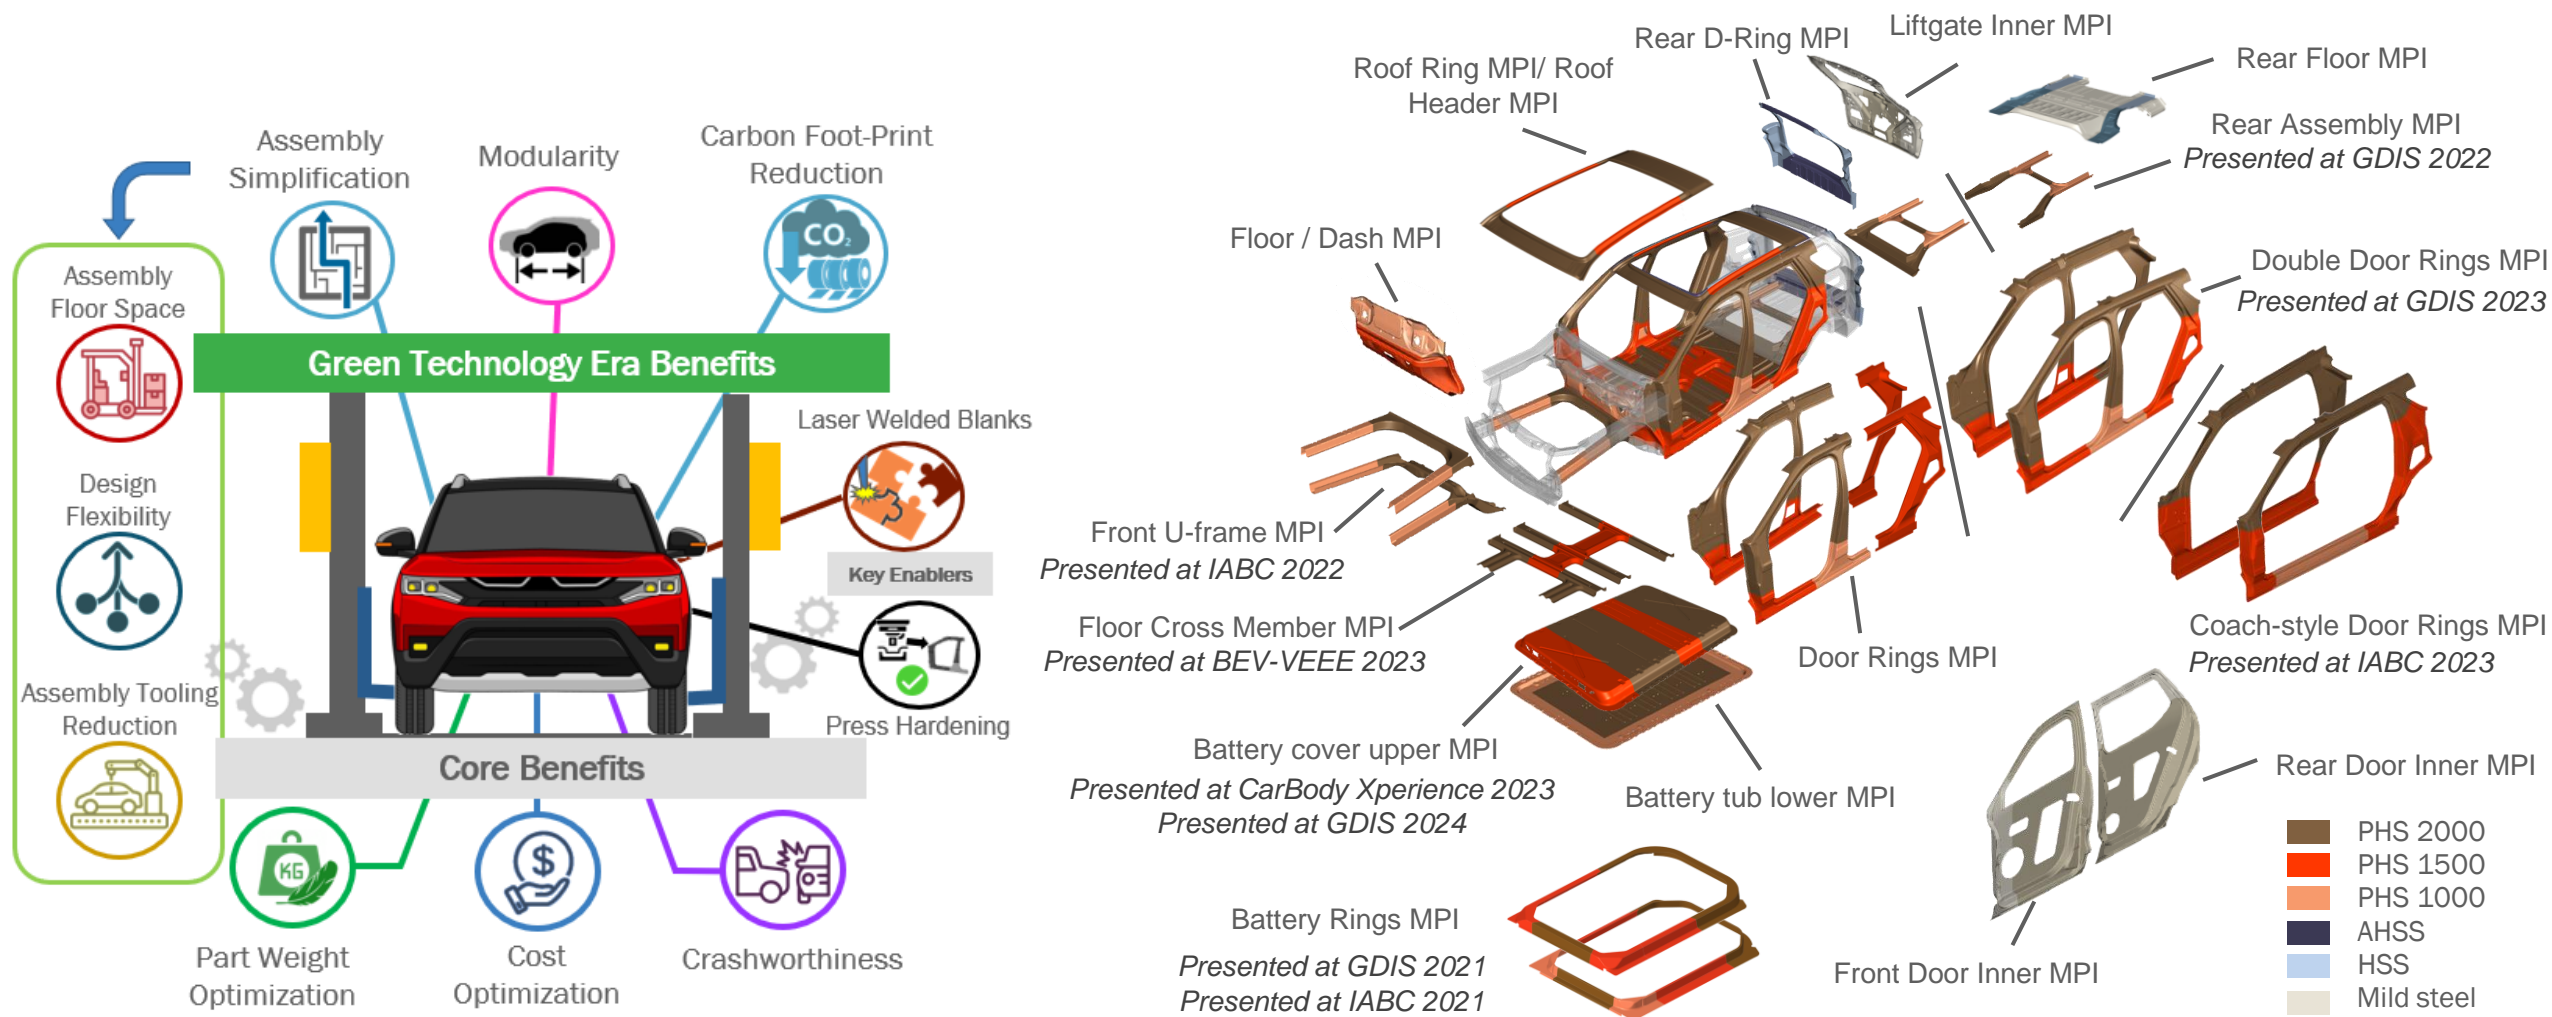 Assembly
Simplification
Modularity
Carbon Foot-Print
Reduction
CO2
Assembly
Floor Space
Design
Flexibility
Assembly Tooling
Reduction
Green Technology Era Benefits
Laser Welded Blanks
Key Enablers
Press Hardening
Core Benefits
KG
$
Part Weight
Optimization
Cost
Optimization
Crashworthiness
Roof Ring MPI/ Roof
Header MPI
Rear D-Ring MPI
Liftgate Inner MPI
Rear Floor MPI
Rear Assembly MPI
Presented at GDIS 2022
Floor / Dash MPI
Double Door Rings MPI
Presented at GDIS 2023
Front U-frame MPI
Presented at IABC 2022
Floor Cross Member MPI
Presented at BEV-VEEE 2023
Door Rings MPI
Coach-style Door Rings MPI
Presented at IABC 2023
Battery cover upper MPI
Presented at CarBody Xperience 2023
Presented at GDIS 2024
Battery tub lower MPI
Rear Door Inner MPI
Battery Rings MPI
Presented at GDIS 2021
Presented at IABC 2021
Front Door Inner MPI
PHS 2000
PHS 1500
PHS 1000
AHSS
HSS
Mild steel